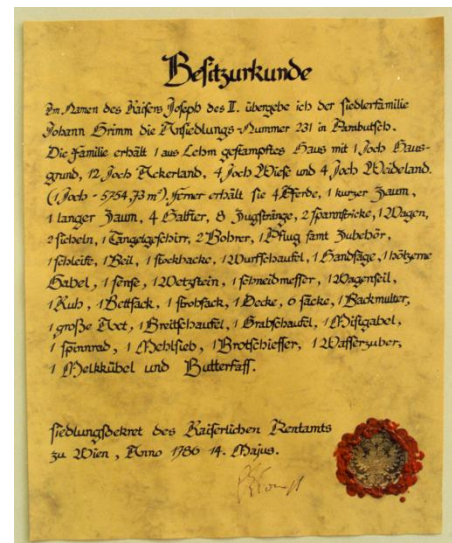 Besitzurkunde
Im Namen des Kaisers Joseph des II. übergebe ich der Siedlerfamilie
Johann Grimm die Ansiedlungs-Nummer 231 in Parabutsch.
Die Familie erhält 1 aus Lehm gestampftes Haus mit 1 Joch Haus-
grund, 12 Joch Ackerland, 4 Joch Wiese und 4 Joch Weideland.
(1 Joch - 5754,73 m²), ferner erhält sie 4 Pferde, 1 kurzer Zaum,
1 langer Zaum, 4 Halfter, 8 Zugstränge, 2 Spannstricke, 1 Wagen,
2 Sicheln, 1 Tängelgeschirr, 2 Bohrer, 1 Pflug samt Zubehör,
1 Schleife, 1 Beil, 1 Stockhacke, 1 Wurfschaufel, 1 Handsäge, 1 hölzerne
Gabel, 1 Sense, 1 Wetzstein, 1 Schneidmesser, 1 Wagenseil,
1 Kuh, 1 Bettsack, 1 Strohsack, 1 Decke, 6 Säcke, 1 Backmulter,
1 große Axt, 1 Breitschaufel, 1 Grabschaufel, 1 Mistgabel,
1 Spinnrad, 1 Mehlsieb, 1 Brotschiesser, 1 Wasserzuber,
1 Melkkübel und Butterfass.
Siedlungsdekret des Kaiserlichen Rentamts
zu Wien, Anno 1786 14. Majus.